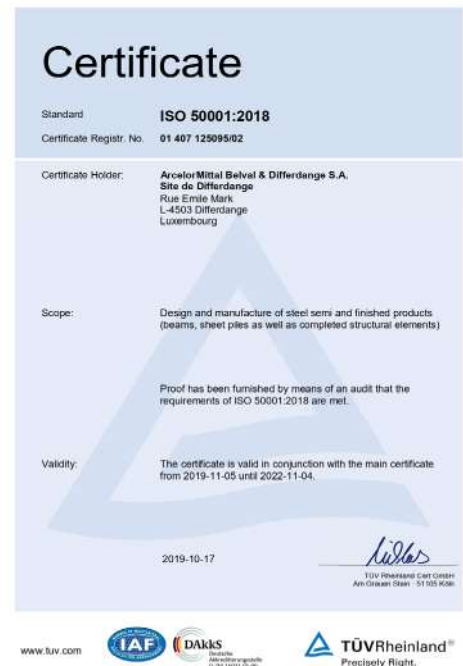 Certificate
Standard ISO 50001:2018
Certificate Registr. No. 01 407 125095/02
Certificate Holder: ArcelorMittal Belval & Differdange S.A.
Site de Differdange
Rue Emile Mark
L-4503 Differdange
Luxembourg
Scope: Design and manufacture of steel semi and finished products
(beams, sheet piles as well as completed structural elements)
Proof has been furnished by means of an audit that the
requirements of ISO 50001:2018 are met.
Validity: The certificate is valid in conjunction with the main certificate
from 2019-11-05 until 2022-11-04.
2019-10-17
TÜV Rheinland Cert GmbH
Am Grauen Stein · 51105 Köln
www.tuv.com
IAF
DAkkS
Deutsche
Akkreditierungsstelle
TÜVRheinland®
Precisely Right.